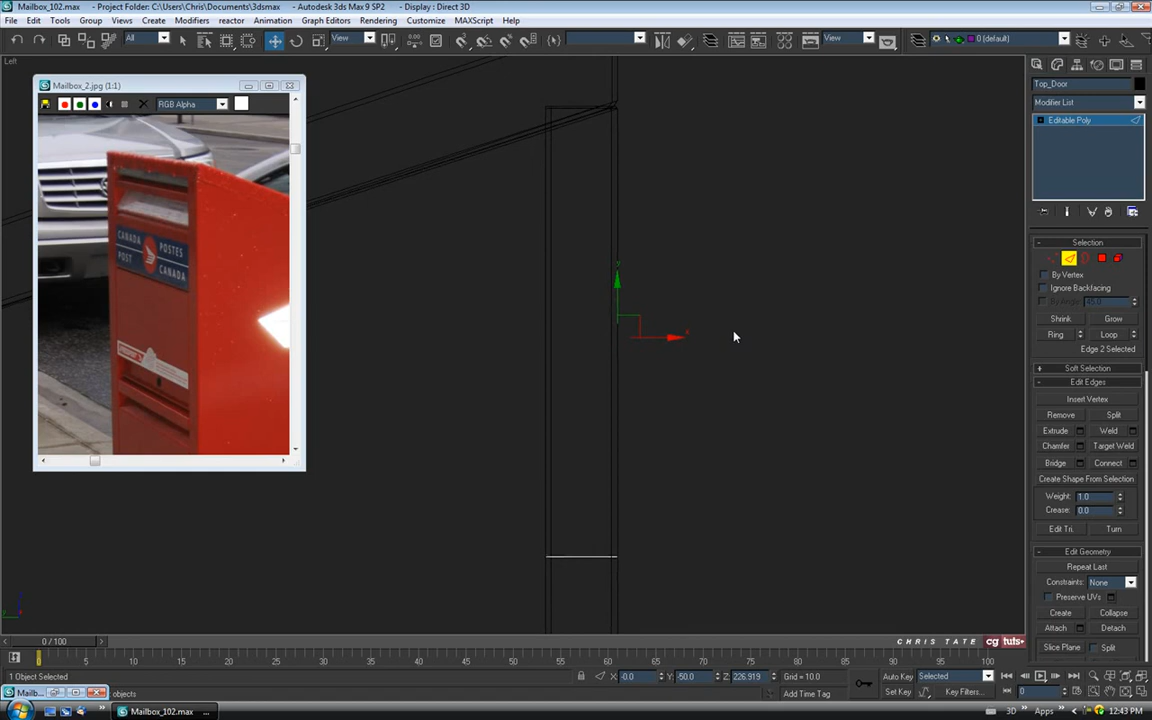 Mailbox_102.max - Project Folder: C:\Users\Chris\Documents\3dsmax - Autodesk 3ds Max 9 SP2 - Display : Direct 3D
File Edit Tools Group Views Create Modifiers reactor Animation Graph Editors Rendering Customize MAXScript Help
All View View 0 (default)
Left
Mailbox_2.jpg (1:1)
RGB Alpha
CANADA POSTES
POST CANADA
y
x
Top_Door
Modifier List
Editable Poly
Selection
By Vertex
Ignore Backfacing
By Angle: 45.0
Shrink Grow
Ring Loop
Edge 2 Selected
Soft Selection
Edit Edges
Insert Vertex
Remove Split
Extrude Weld
Chamfer Target Weld
Bridge Connect
Create Shape From Selection
Weight: 1.0
Crease: 0.0
Edit Tri. Turn
Edit Geometry
Repeat Last
Constraints: None
Preserve UVs
Create Collapse
Attach Detach
Slice Plane Split
CHRIS TATE cg tuts+
0 / 100
0 5 10 15 20 25 30 35 40 45 50 55 60 65 70 75 80 85 90 95 100
1 Object Selected X: -0.0 Y: -50.0 Z: 226.919 Grid = 10.0 Auto Key Selected
Mailb... objects Add Time Tag Set Key Key Filters... 0
Mailbox_102.max ... 3D Apps 12:43 PM